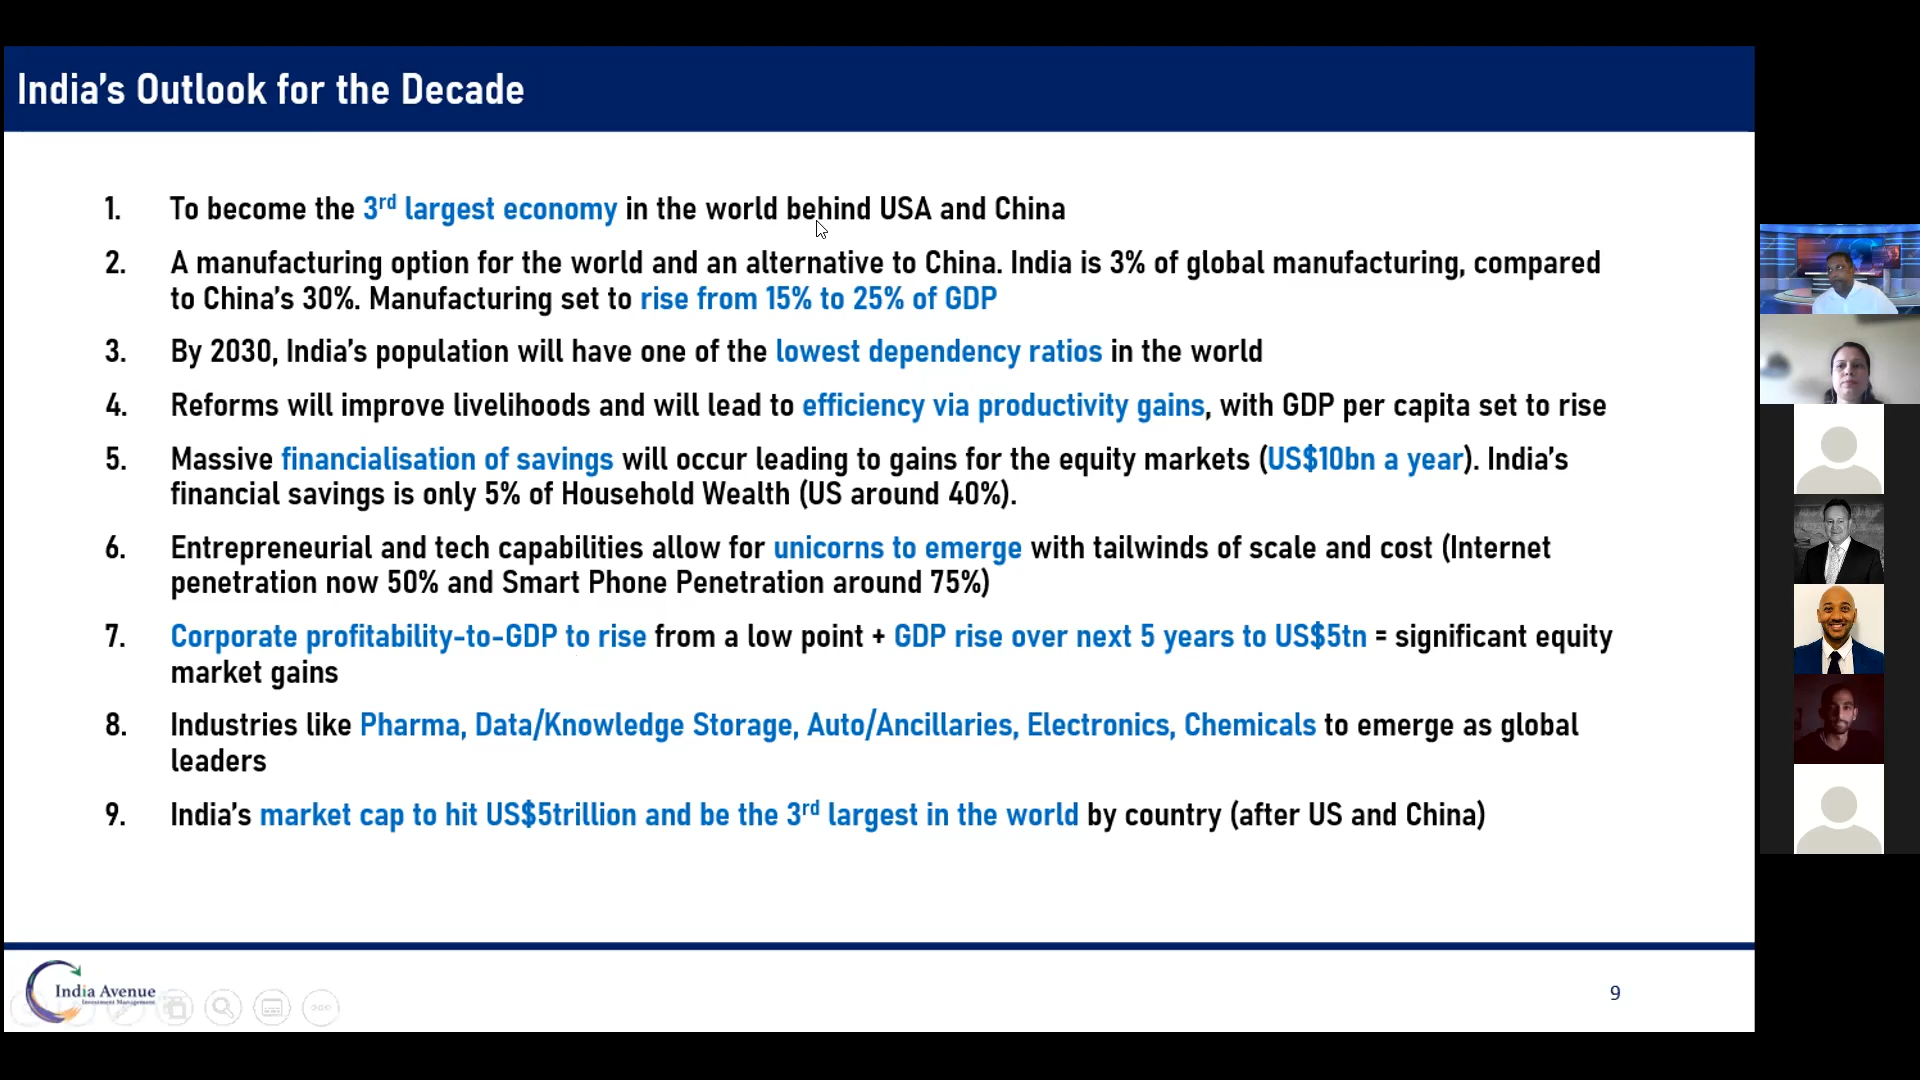 India's Outlook for the Decade
1. To become the 3rd largest economy in the world behind USA and China
2. A manufacturing option for the world and an alternative to China. India is 3% of global manufacturing, compared
to China's 30%. Manufacturing set to rise from 15% to 25% of GDP
3. By 2030, India's population will have one of the lowest dependency ratios in the world
4. Reforms will improve livelihoods and will lead to efficiency via productivity gains, with GDP per capita set to rise
5. Massive financialisation of savings will occur leading to gains for the equity markets (US$10bn a year). India's
financial savings is only 5% of Household Wealth (US around 40%).
6. Entrepreneurial and tech capabilities allow for unicorns to emerge with tailwinds of scale and cost (Internet
penetration now 50% and Smart Phone Penetration around 75%)
7. Corporate profitability-to-GDP to rise from a low point + GDP rise over next 5 years to US$5tn = significant equity
market gains
8. Industries like Pharma, Data/Knowledge Storage, Auto/Ancillaries, Electronics, Chemicals to emerge as global
leaders
9. India's market cap to hit US$5trillion and be the 3rd largest in the world by country (after US and China)
India Avenue
Investment Management
9